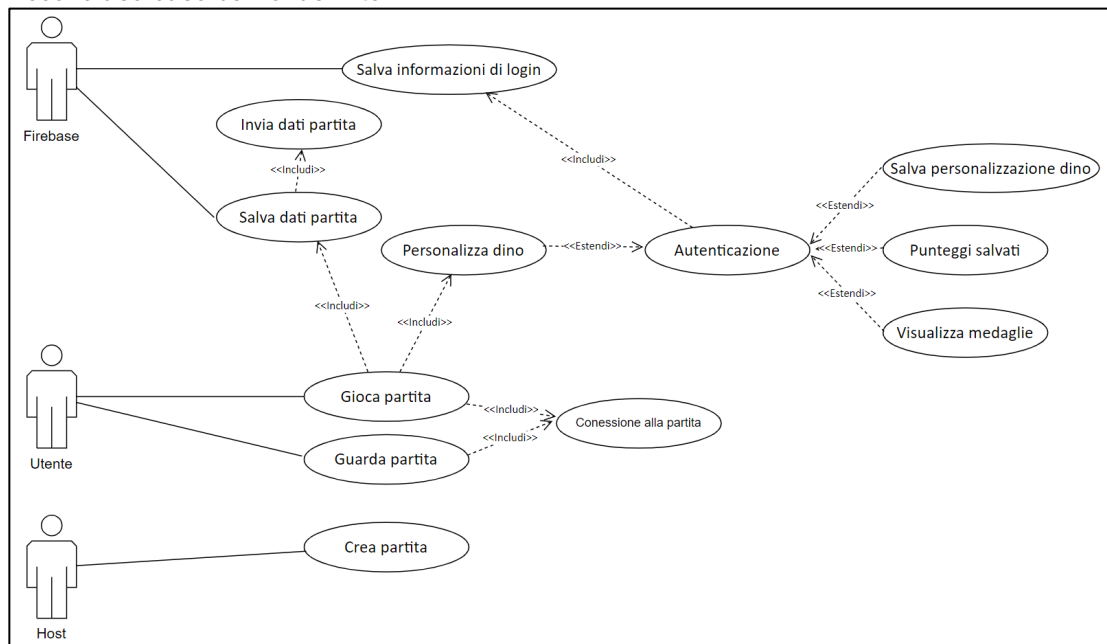 Salva informazioni di login
Firebase
Invia dati partita
<<Includi>>
<<Includi>>
Salva personalizzazione dino
Salva dati partita
<<Estendi>>
Personalizza dino
<<Estendi>>
Autenticazione
<<Estendi>>
Punteggi salvati
<<Estendi>>
<<Includi>>
<<Includi>>
Visualizza medaglie
Gioca partita
<<Includi>>
Conessione alla partita
<<Includi>>
Guarda partita
Utente
Crea partita
Host